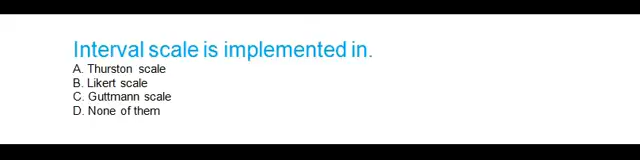 Interval scale is implemented in.
A. Thurston scale
B. Likert scale
C. Guttmann scale
D. None of them